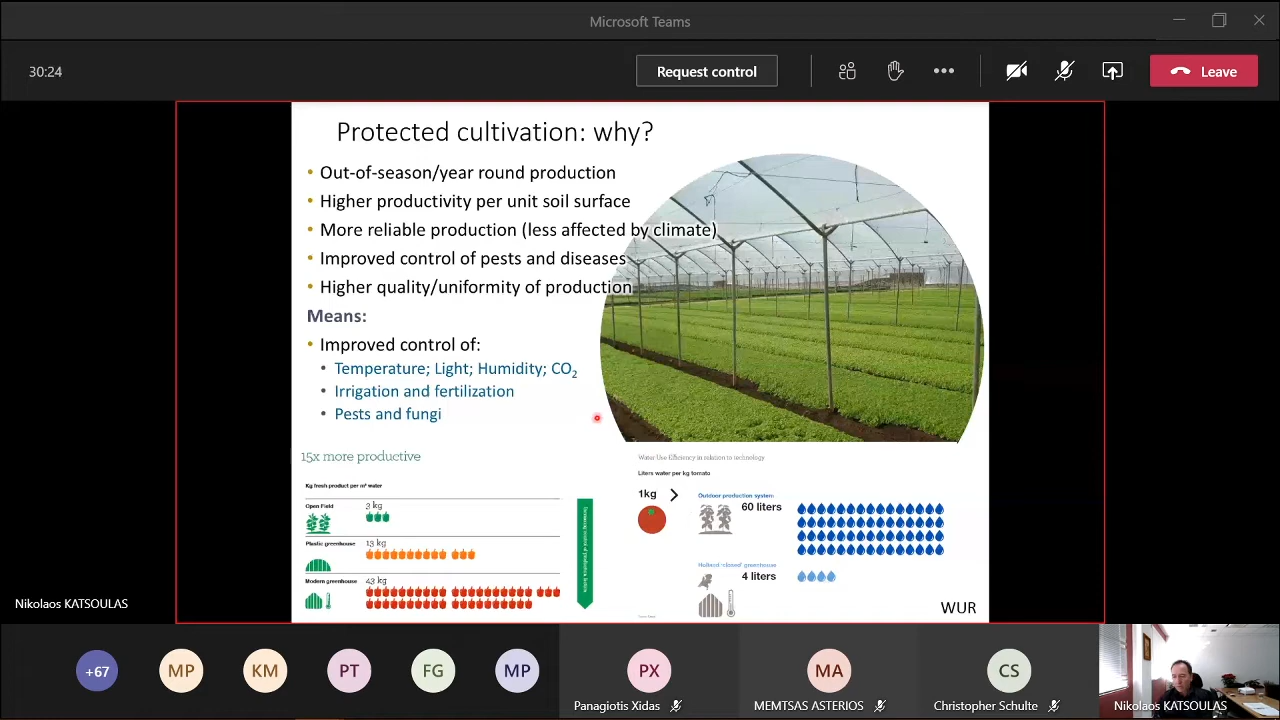 Microsoft Teams
30:24
Request control
Leave
Protected cultivation: why?
• Out-of-season/year round production
• Higher productivity per unit soil surface
• More reliable production (less affected by climate)
• Improved control of pests and diseases
• Higher quality/uniformity of production
Means:
• Improved control of:
• Temperature; Light; Humidity; CO2
• Irrigation and fertilization
• Pests and fungi
15x more productive
Kg fresh product per m³ water
Open Field
3 kg
Plastic greenhouse
13 kg
Modern greenhouse
43 kg
Water Use Efficiency in relation to technology
Liters water per kg tomato
1kg
Outdoor production system:
60 liters
Holland 'closed' greenhouse
4 liters
WUR
Nikolaos KATSOULAS
+67
MP
KM
PT
FG
MP
PX
MA
CS
Panagiotis Xidas
MEMTSAS ASTERIOS
Christopher Schulte
Nikolaos KATSOULAS